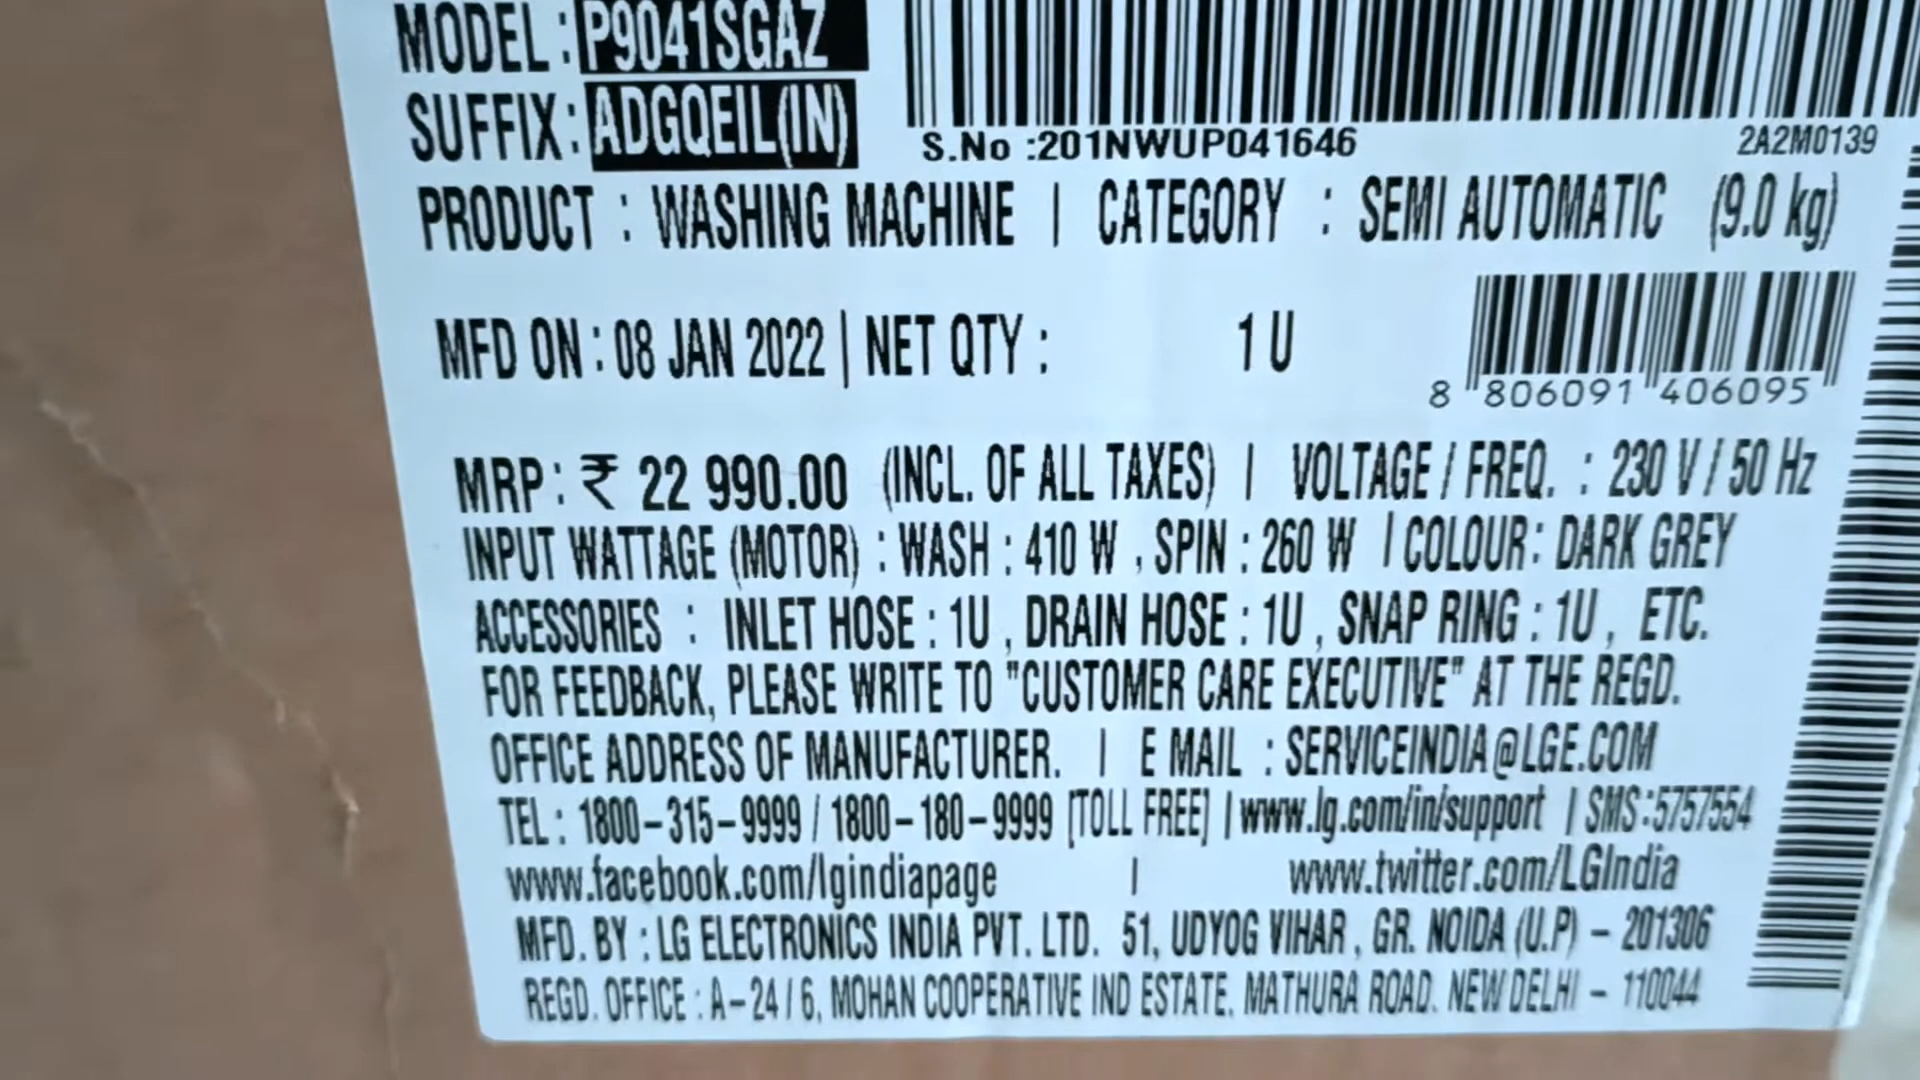 MODEL : P9041SGAZ
SUFFIX : ADGQEIL(IN)
S.No :201NWUP041646 2A2M0139
PRODUCT : WASHING MACHINE | CATEGORY : SEMI AUTOMATIC (9.0 kg)
MFD ON : 08 JAN 2022 | NET QTY : 1 U
8 806091 406095
MRP : ₹ 22 990.00 (INCL. OF ALL TAXES) | VOLTAGE / FREQ. : 230 V / 50 Hz
INPUT WATTAGE (MOTOR) : WASH : 410 W , SPIN : 260 W | COLOUR : DARK GREY
ACCESSORIES : INLET HOSE : 1U , DRAIN HOSE : 1U , SNAP RING : 1U , ETC.
FOR FEEDBACK, PLEASE WRITE TO "CUSTOMER CARE EXECUTIVE" AT THE REGD.
OFFICE ADDRESS OF MANUFACTURER. | E MAIL : SERVICEINDIA@LGE.COM
TEL : 1800-315-9999 / 1800-180-9999 [TOLL FREE] | www.lg.com/in/support | SMS:5757554
www.facebook.com/lgindiapage | www.twitter.com/LGIndia
MFD. BY : LG ELECTRONICS INDIA PVT. LTD. 51, UDYOG VIHAR , GR. NOIDA (U.P) - 201306
REGD. OFFICE : A-24 / 6, MOHAN COOPERATIVE IND ESTATE, MATHURA ROAD. NEW DELHI - 110044